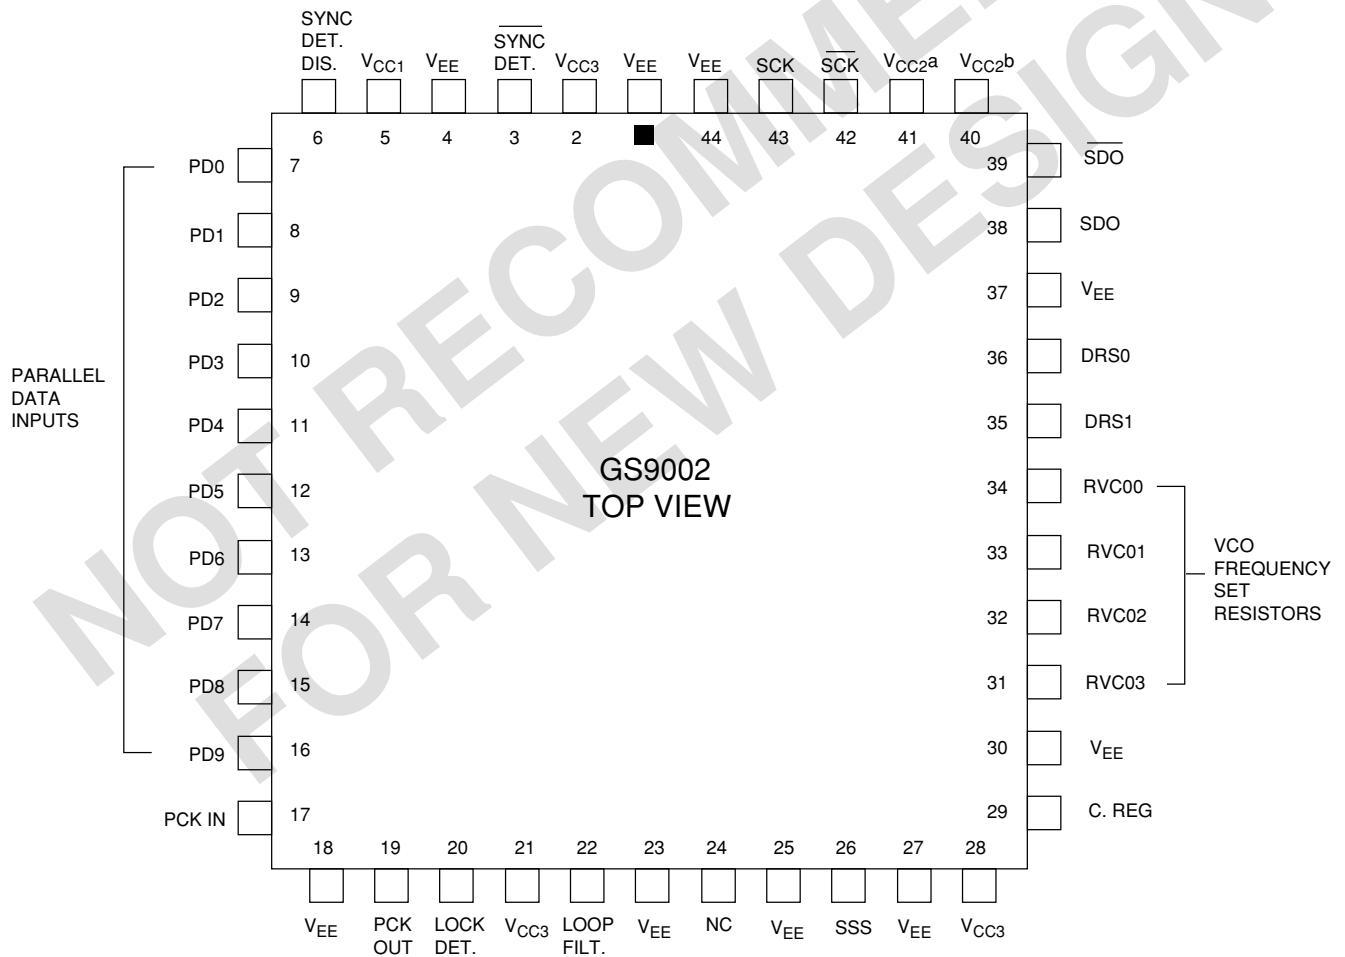 SYNC
DET.
DIS.
VCC1
VEE
SYNC
DET.
VCC3
VEE
VEE
SCK
SCK
VCC2a
VCC2b
6 5 4 3 2 44 43 42 41 40
PD0 7
PD1 8
PD2 9
PD3 10
PD4 11
PD5 12
PD6 13
PD7 14
PD8 15
PD9 16
PCK IN 17
PARALLEL
DATA
INPUTS
GS9002
TOP VIEW
39 SDO
38 SDO
37 VEE
36 DRS0
35 DRS1
34 RVC00
33 RVC01
32 RVC02
31 RVC03
30 VEE
29 C. REG
VCO
FREQUENCY
SET
RESISTORS
18 19 20 21 22 23 24 25 26 27 28
VEE
PCK
OUT
LOCK
DET.
VCC3
LOOP
FILT.
VEE
NC
VEE
SSS
VEE
VCC3
NOT RECOMME
FOR NEW DESIGN